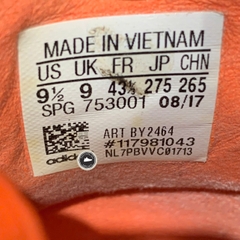 MADE IN VIETNAM
US UK FR JP CHN
9½ 9 43⅓ 275 265
SPG 753001 08/17
ART BY2464
#117981043
NL7PBVVC01713
adidas